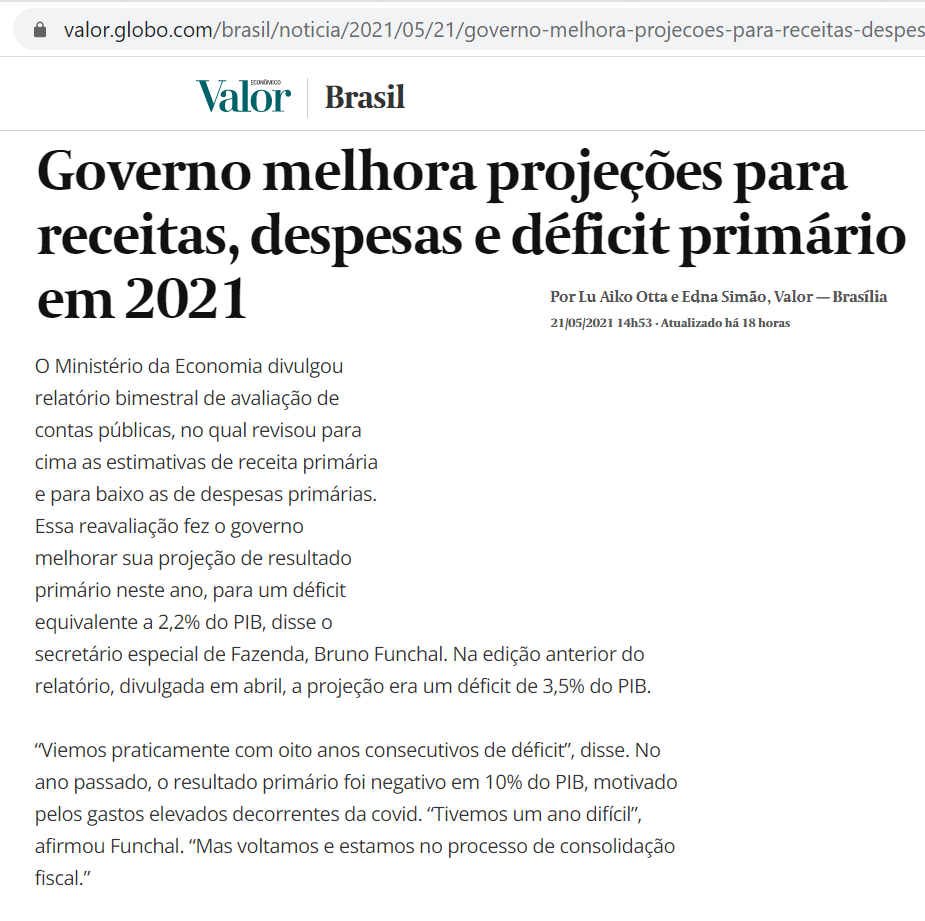 valor.globo.com/brasil/noticia/2021/05/21/governo-melhora-projecoes-para-receitas-despes
Valor ECONÔMICO Brasil
Governo melhora projeções para
receitas, despesas e déficit primário
em 2021
Por Lu Aiko Otta e Edna Simão, Valor — Brasília
21/05/2021 14h53 · Atualizado há 18 horas
O Ministério da Economia divulgou
relatório bimestral de avaliação de
contas públicas, no qual revisou para
cima as estimativas de receita primária
e para baixo as de despesas primárias.
Essa reavaliação fez o governo
melhorar sua projeção de resultado
primário neste ano, para um déficit
equivalente a 2,2% do PIB, disse o
secretário especial de Fazenda, Bruno Funchal. Na edição anterior do
relatório, divulgada em abril, a projeção era um déficit de 3,5% do PIB.
“Viemos praticamente com oito anos consecutivos de déficit”, disse. No
ano passado, o resultado primário foi negativo em 10% do PIB, motivado
pelos gastos elevados decorrentes da covid. “Tivemos um ano difícil”,
afirmou Funchal. “Mas voltamos e estamos no processo de consolidação
fiscal.”